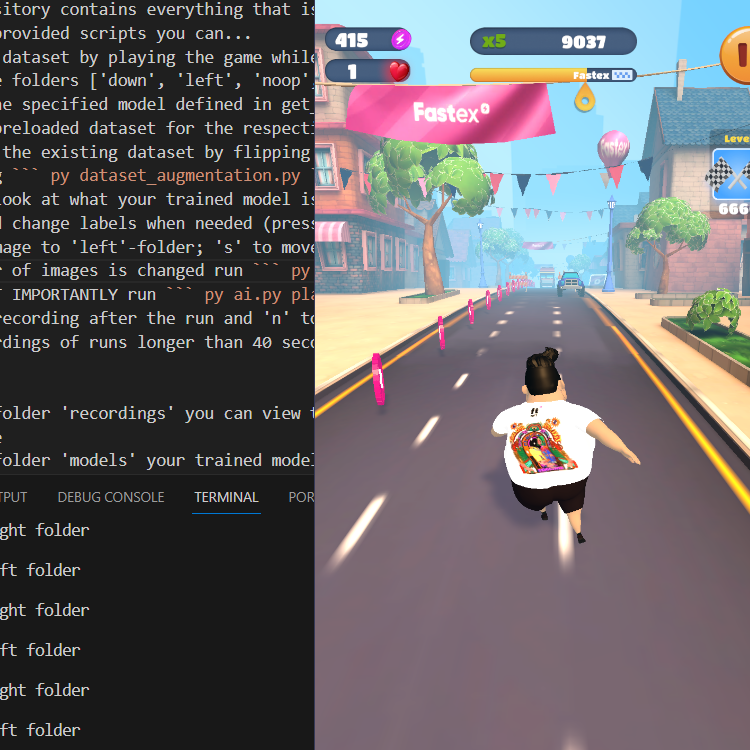 sitory contains everything that is
provided scripts you can...
dataset by playing the game while
e folders ['down', 'left', 'noop'
he specified model defined in get_
preloaded dataset for the respecti
the existing dataset by flipping
g ``` py dataset_augmentation.py
look at what your trained model is
d change labels when needed (press
mage to 'left'-folder; 's' to move
r of images is changed run ``` py
T IMPORTANTLY run ``` py ai.py pla
recording after the run and 'n' to
rdings of runs longer than 40 seco
folder 'recordings' you can view t
e
folder 'models' your trained model
TPUT DEBUG CONSOLE TERMINAL POR
ght folder
ft folder
ght folder
ft folder
ght folder
ft folder
415
x5 9037
1
Fastex
Fastex
Fastex
Leve
666